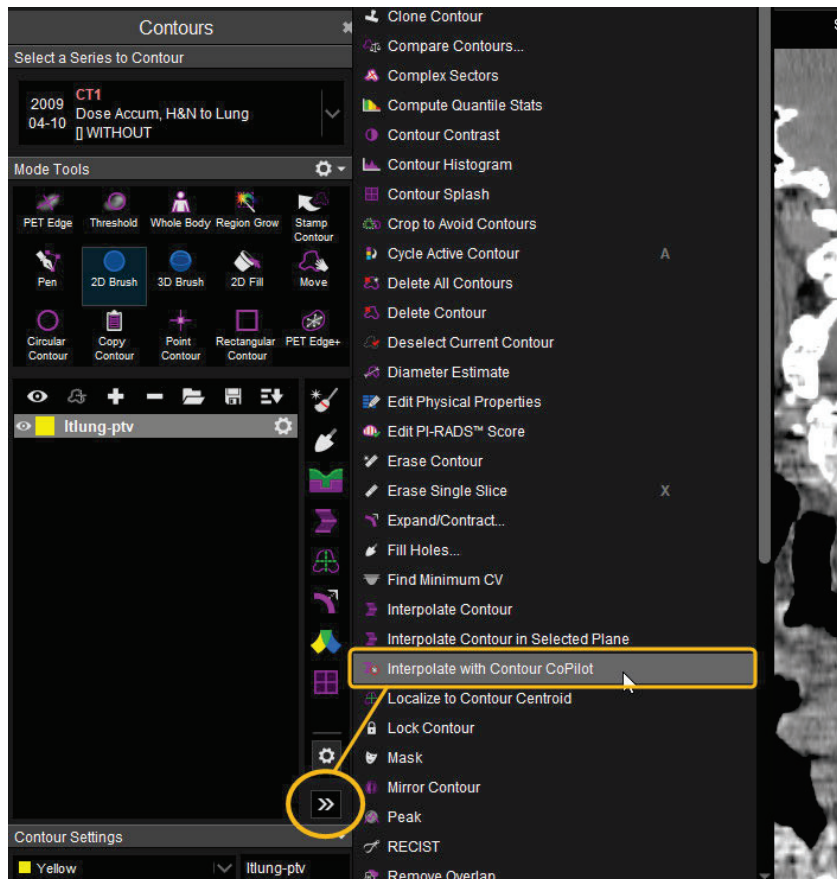 Contours
Select a Series to Contour
2009
04-10
CT1
Dose Accum, H&N to Lung
[] WITHOUT
Mode Tools
PET Edge
Threshold
Whole Body
Region Grow
Stamp
Contour
Pen
2D Brush
3D Brush
2D Fill
Move
Circular
Contour
Copy
Contour
Point
Contour
Rectangular
Contour
PET Edge+
ltlung-ptv
Contour Settings
Yellow
ltlung-ptv
Clone Contour
Compare Contours...
Complex Sectors
Compute Quantile Stats
Contour Contrast
Contour Histogram
Contour Splash
Crop to Avoid Contours
Cycle Active Contour A
Delete All Contours
Delete Contour
Deselect Current Contour
Diameter Estimate
Edit Physical Properties
Edit PI-RADS™ Score
Erase Contour
Erase Single Slice X
Expand/Contract...
Fill Holes...
Find Minimum CV
Interpolate Contour
Interpolate Contour in Selected Plane
Interpolate with Contour CoPilot
Localize to Contour Centroid
Lock Contour
Mask
Mirror Contour
Peak
RECIST
Remove Overlap